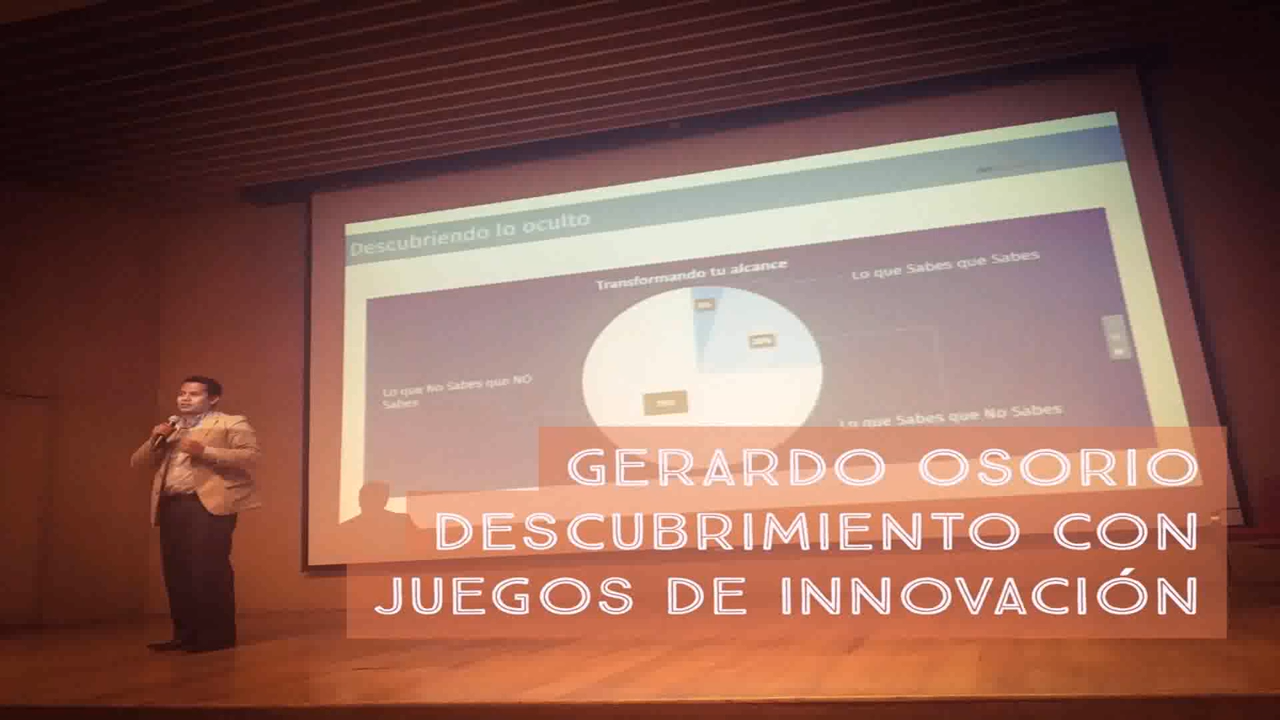 Descubriendo lo oculto
Transformando tu alcance
Lo que Sabes que Sabes
Lo que No Sabes que NO
Sabes
Lo que Sabes que No Sabes
GERARDO OSORIO
DESCUBRIMIENTO CON
JUEGOS DE INNOVACIÓN